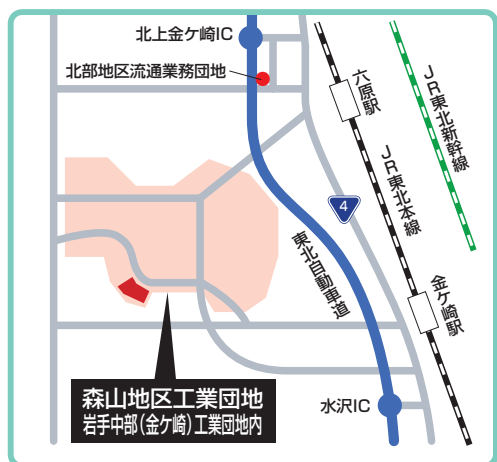 北上金ケ崎IC
北部地区流通業務団地
六原駅
JR東北新幹線
JR東北本線
4
東北自動車道
金ケ崎駅
森山地区工業団地
岩手中部(金ケ崎)工業団地内
水沢IC